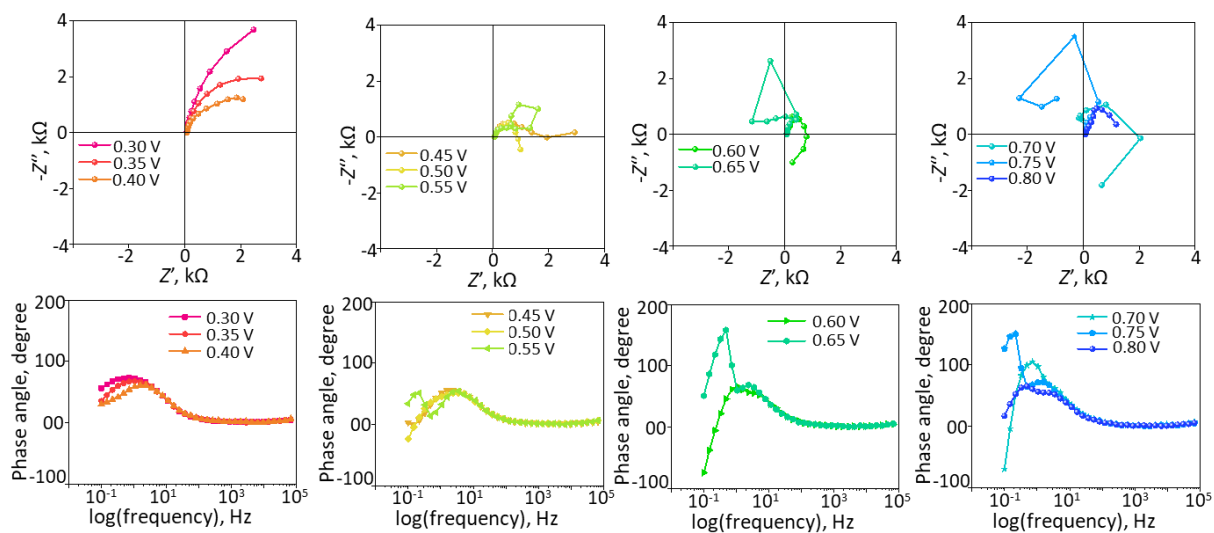 4
2
0
-2
-4
-Z″, kΩ
0.30 V
0.35 V
0.40 V
-2 0 2 4
Z′, kΩ
4
2
0
-2
-4
-Z″, kΩ
0.45 V
0.50 V
0.55 V
-2 0 2 4
Z′, kΩ
4
2
0
-2
-4
-Z″, kΩ
0.60 V
0.65 V
-2 0 2 4
Z′, kΩ
4
2
0
-2
-4
-Z″, kΩ
0.70 V
0.75 V
0.80 V
-2 0 2 4
Z′, kΩ
200
100
00
-100
Phase angle, degree
0.30 V
0.35 V
0.40 V
10⁻¹ 10¹ 10³ 10⁵
log(frequency), Hz
200
100
00
-100
Phase angle, degree
0.45 V
0.50 V
0.55 V
10⁻¹ 10¹ 10³ 10⁵
log(frequency), Hz
200
100
00
-100
Phase angle, degree
0.60 V
0.65 V
10⁻¹ 10¹ 10³ 10⁵
log(frequency), Hz
200
100
00
-100
Phase angle, degree
0.70 V
0.75 V
0.80 V
10⁻¹ 10¹ 10³ 10⁵
log(frequency), Hz